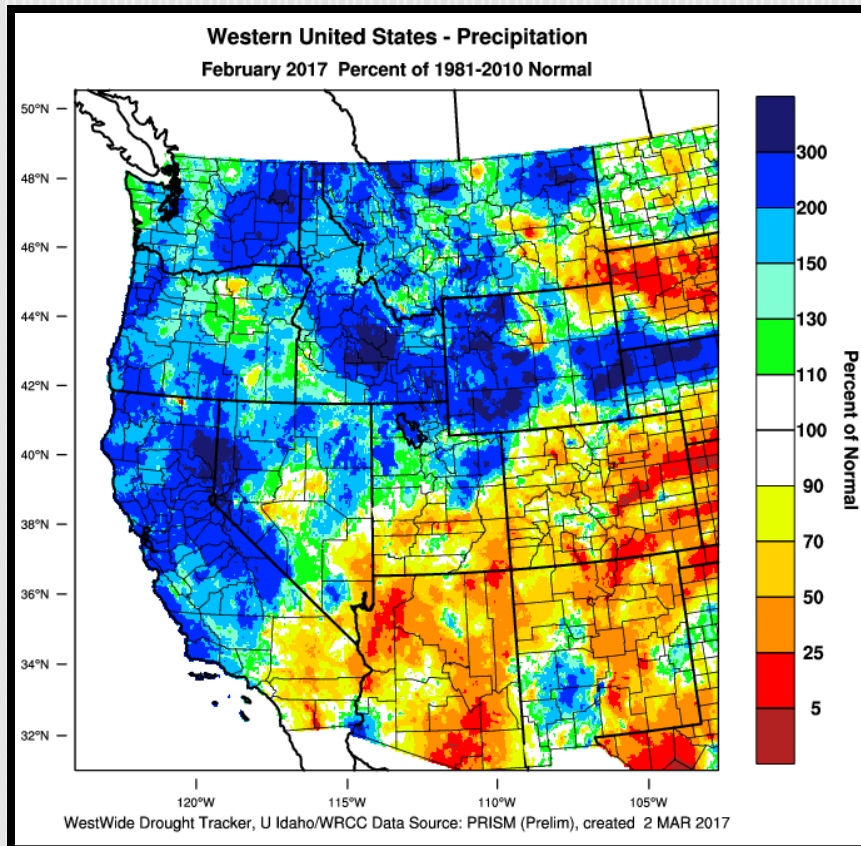 Western United States - Precipitation
February 2017 Percent of 1981-2010 Normal
50°N
48°N
46°N
44°N
42°N
40°N
38°N
36°N
34°N
32°N
120°W
115°W
110°W
105°W
300
200
150
130
110
100
90
70
50
25
5
Percent of Normal
WestWide Drought Tracker, U Idaho/WRCC Data Source: PRISM (Prelim), created 2 MAR 2017